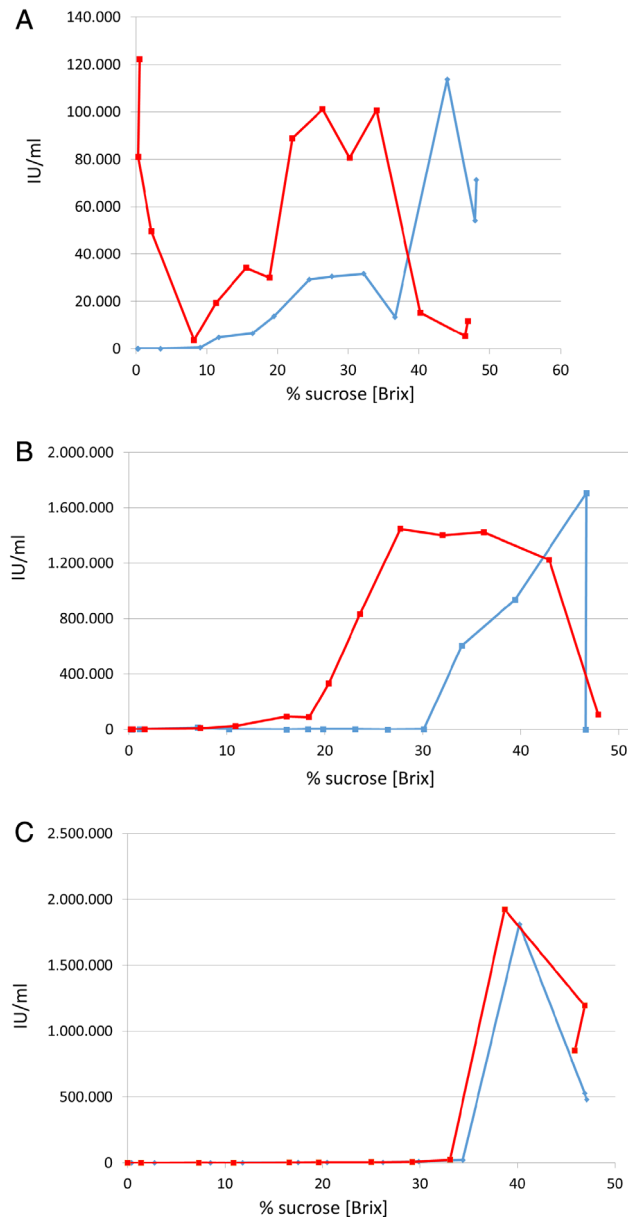 A
140.000
120.000
100.000
80.000
60.000
40.000
20.000
0
IU/ml
0 10 20 30 40 50 60
% sucrose [Brix]
B
2.000.000
1.600.000
1.200.000
800.000
400.000
0
IU/ml
0 10 20 30 40 50
% sucrose [Brix]
C
2.500.000
2.000.000
1.500.000
1.000.000
500.000
0
IU/ml
0 10 20 30 40 50
% sucrose [Brix]